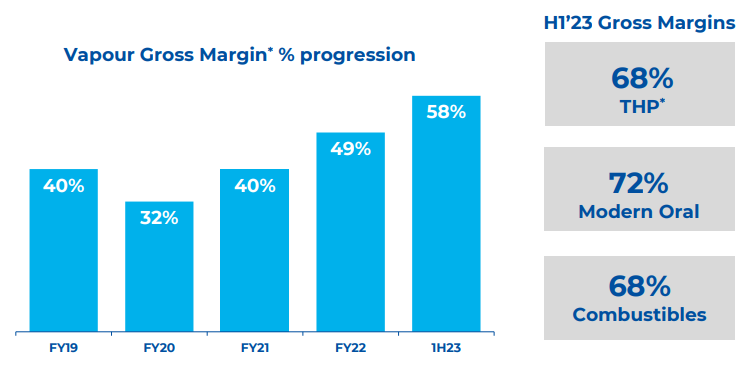 Vapour Gross Margin* % progression
40%
32%
40%
49%
58%
FY19
FY20
FY21
FY22
1H23
H1’23 Gross Margins
68%
THP*
72%
Modern Oral
68%
Combustibles